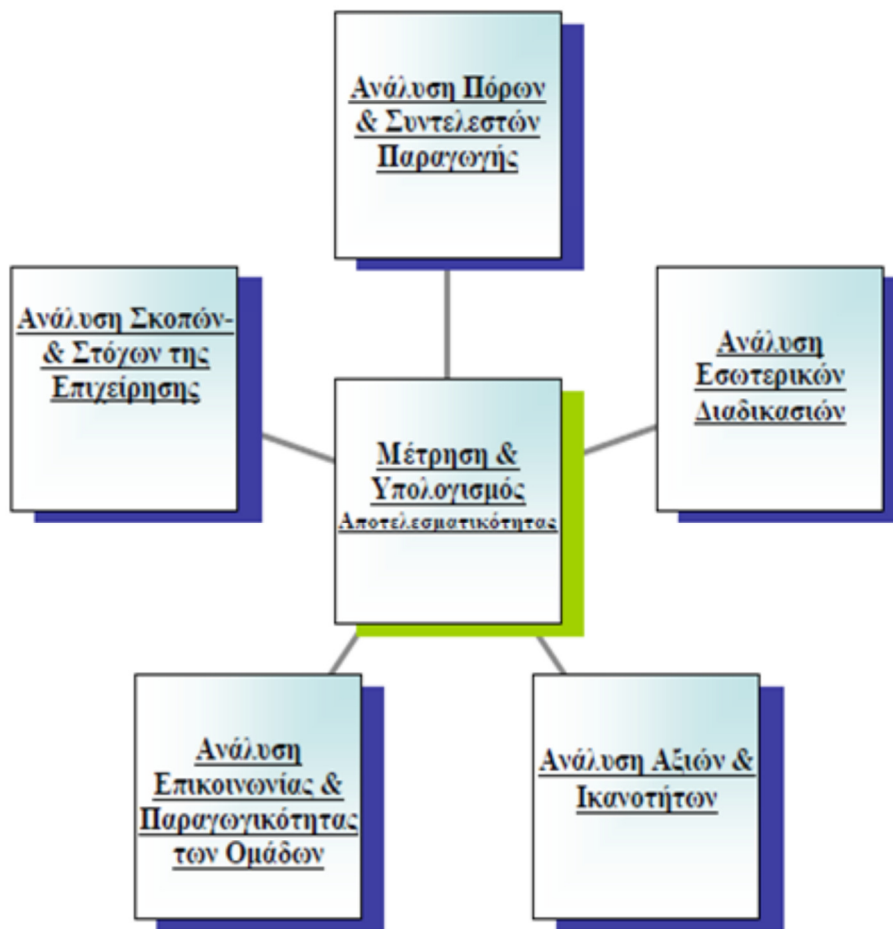 Ανάλυση Πόρων
& Συντελεστών
Παραγωγής
Ανάλυση Σκοπών-
& Στόχων της
Επιχείρησης
Ανάλυση
Εσωτερικών
Διαδικασιών
Μέτρηση &
Υπολογισμός
Αποτελεσματικότητας
Ανάλυση
Επικοινωνίας &
Παραγωγικότητας
των Ομάδων
Ανάλυση Αξιών &
Ικανοτήτων